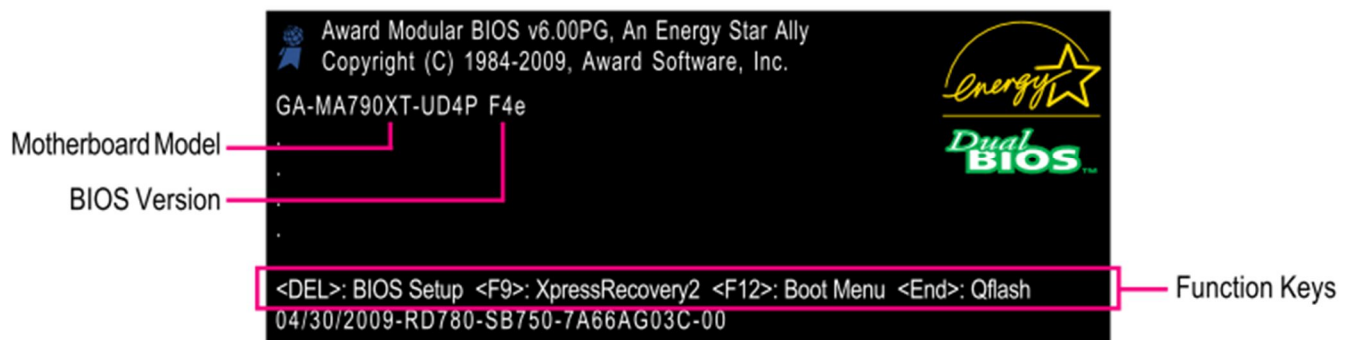 Award Modular BIOS v6.00PG, An Energy Star Ally
Copyright (C) 1984-2009, Award Software, Inc.
energy
GA-MA790XT-UD4P F4e
Motherboard Model
.
Dual
BIOS™
.
BIOS Version
.
.
<DEL>: BIOS Setup <F9>: XpressRecovery2 <F12>: Boot Menu <End>: Qflash
Function Keys
04/30/2009-RD780-SB750-7A66AG03C-00